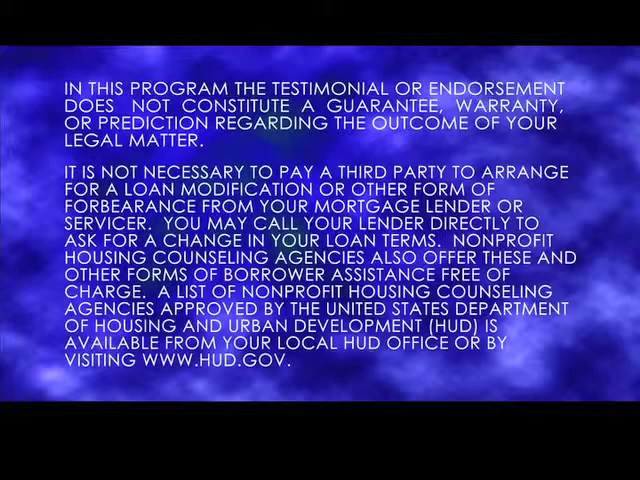 IN THIS PROGRAM THE TESTIMONIAL OR ENDORSEMENT
DOES NOT CONSTITUTE A GUARANTEE, WARRANTY,
OR PREDICTION REGARDING THE OUTCOME OF YOUR
LEGAL MATTER.
IT IS NOT NECESSARY TO PAY A THIRD PARTY TO ARRANGE
FOR A LOAN MODIFICATION OR OTHER FORM OF
FORBEARANCE FROM YOUR MORTGAGE LENDER OR
SERVICER. YOU MAY CALL YOUR LENDER DIRECTLY TO
ASK FOR A CHANGE IN YOUR LOAN TERMS. NONPROFIT
HOUSING COUNSELING AGENCIES ALSO OFFER THESE AND
OTHER FORMS OF BORROWER ASSISTANCE FREE OF
CHARGE. A LIST OF NONPROFIT HOUSING COUNSELING
AGENCIES APPROVED BY THE UNITED STATES DEPARTMENT
OF HOUSING AND URBAN DEVELOPMENT (HUD) IS
AVAILABLE FROM YOUR LOCAL HUD OFFICE OR BY
VISITING WWW.HUD.GOV.